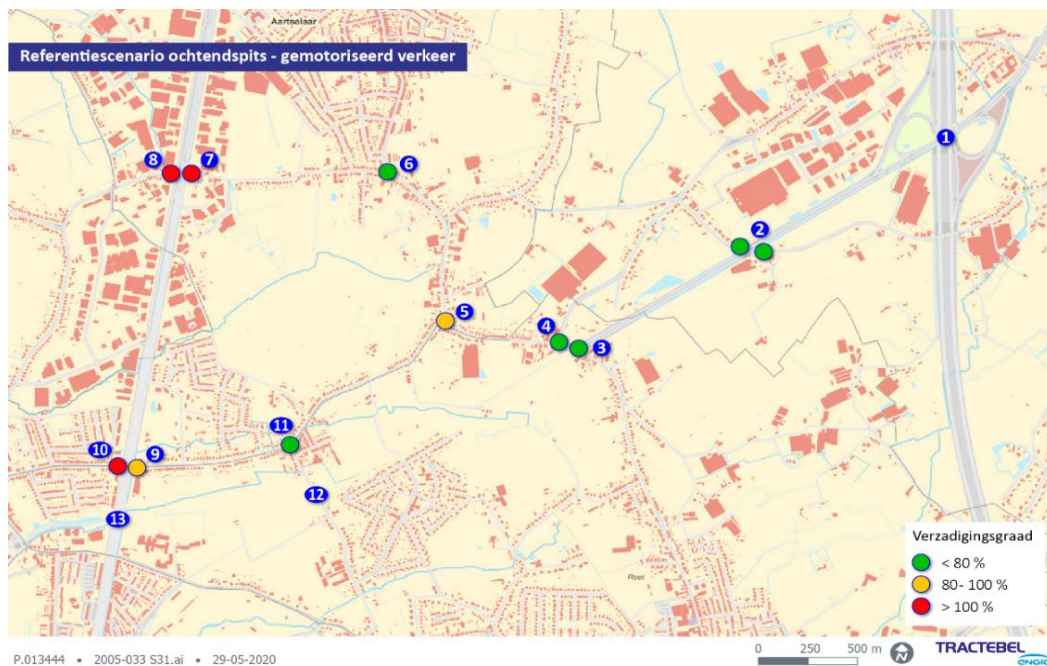 Aartselaar
Referentiescenario ochtendspits - gemotoriseerd verkeer
1
8
7
6
2
5
4
3
11
10
9
12
13
Reet
Verzadigingsgraad
< 80 %
80- 100 %
> 100 %
P.013444 • 2005-033 S31.ai • 29-05-2020
0 250 500 m
TRACTEBEL
ENGIE